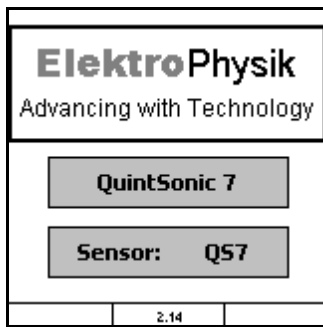 ElektroPhysik
Advancing with Technology
QuintSonic 7
Sensor: QS7
2.14